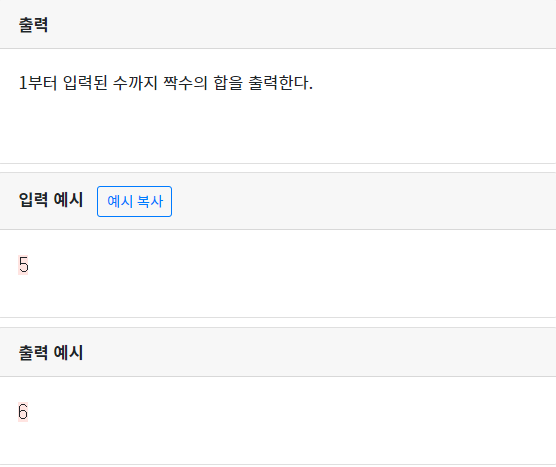 출력
1부터 입력된 수까지 짝수의 합을 출력한다.
입력 예시 예시 복사
5
출력 예시
6